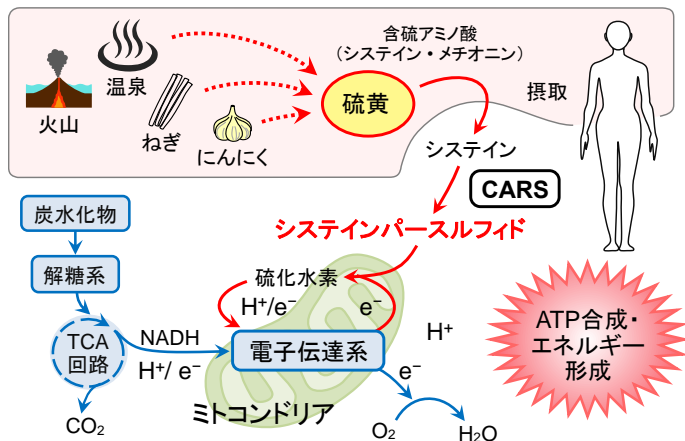 含硫アミノ酸
（システイン・メチオニン）
温泉
硫黄
摂取
火山
ねぎ
にんにく
システイン
CARS
炭水化物
システインパースルフィド
解糖系
硫化水素
H⁺/e⁻
e⁻
TCA
回路
NADH
H⁺/ e⁻
電子伝達系
H⁺
ATP合成・
エネルギー
形成
e⁻
ミトコンドリア
CO₂
O₂
H₂O